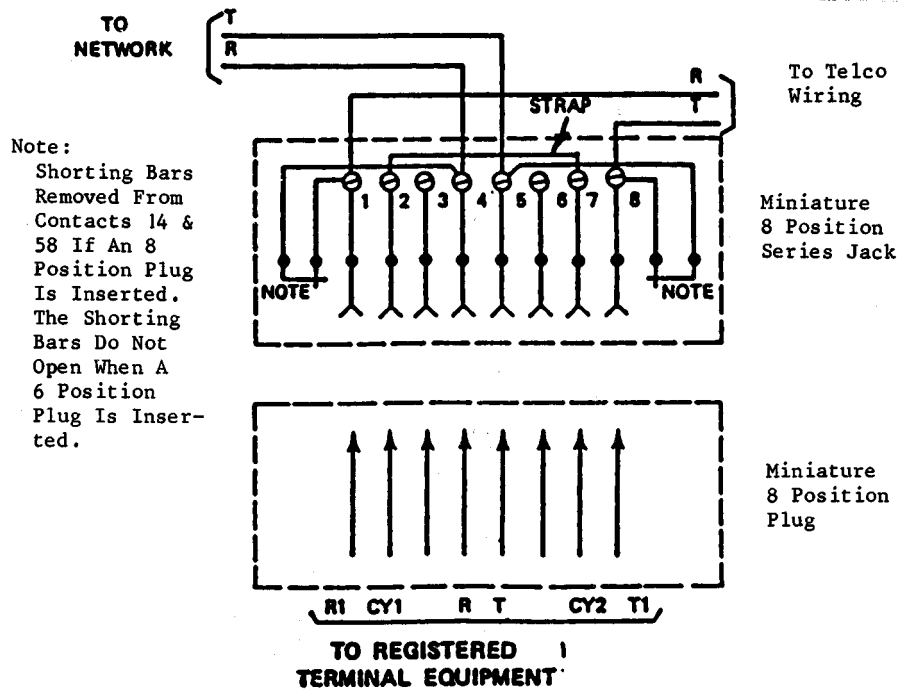 TO
NETWORK
T
R
R
T
To Telco
Wiring
STRAP
Note:
Shorting Bars
Removed From
Contacts 14 &
58 If An 8
Position Plug
Is Inserted.
The Shorting
Bars Do Not
Open When A
6 Position
Plug Is Inser-
ted.
1 2 3 4 5 6 7 8
Miniature
8 Position
Series Jack
NOTE NOTE
Miniature
8 Position
Plug
R1 CY1 R T CY2 T1
TO REGISTERED
TERMINAL EQUIPMENT